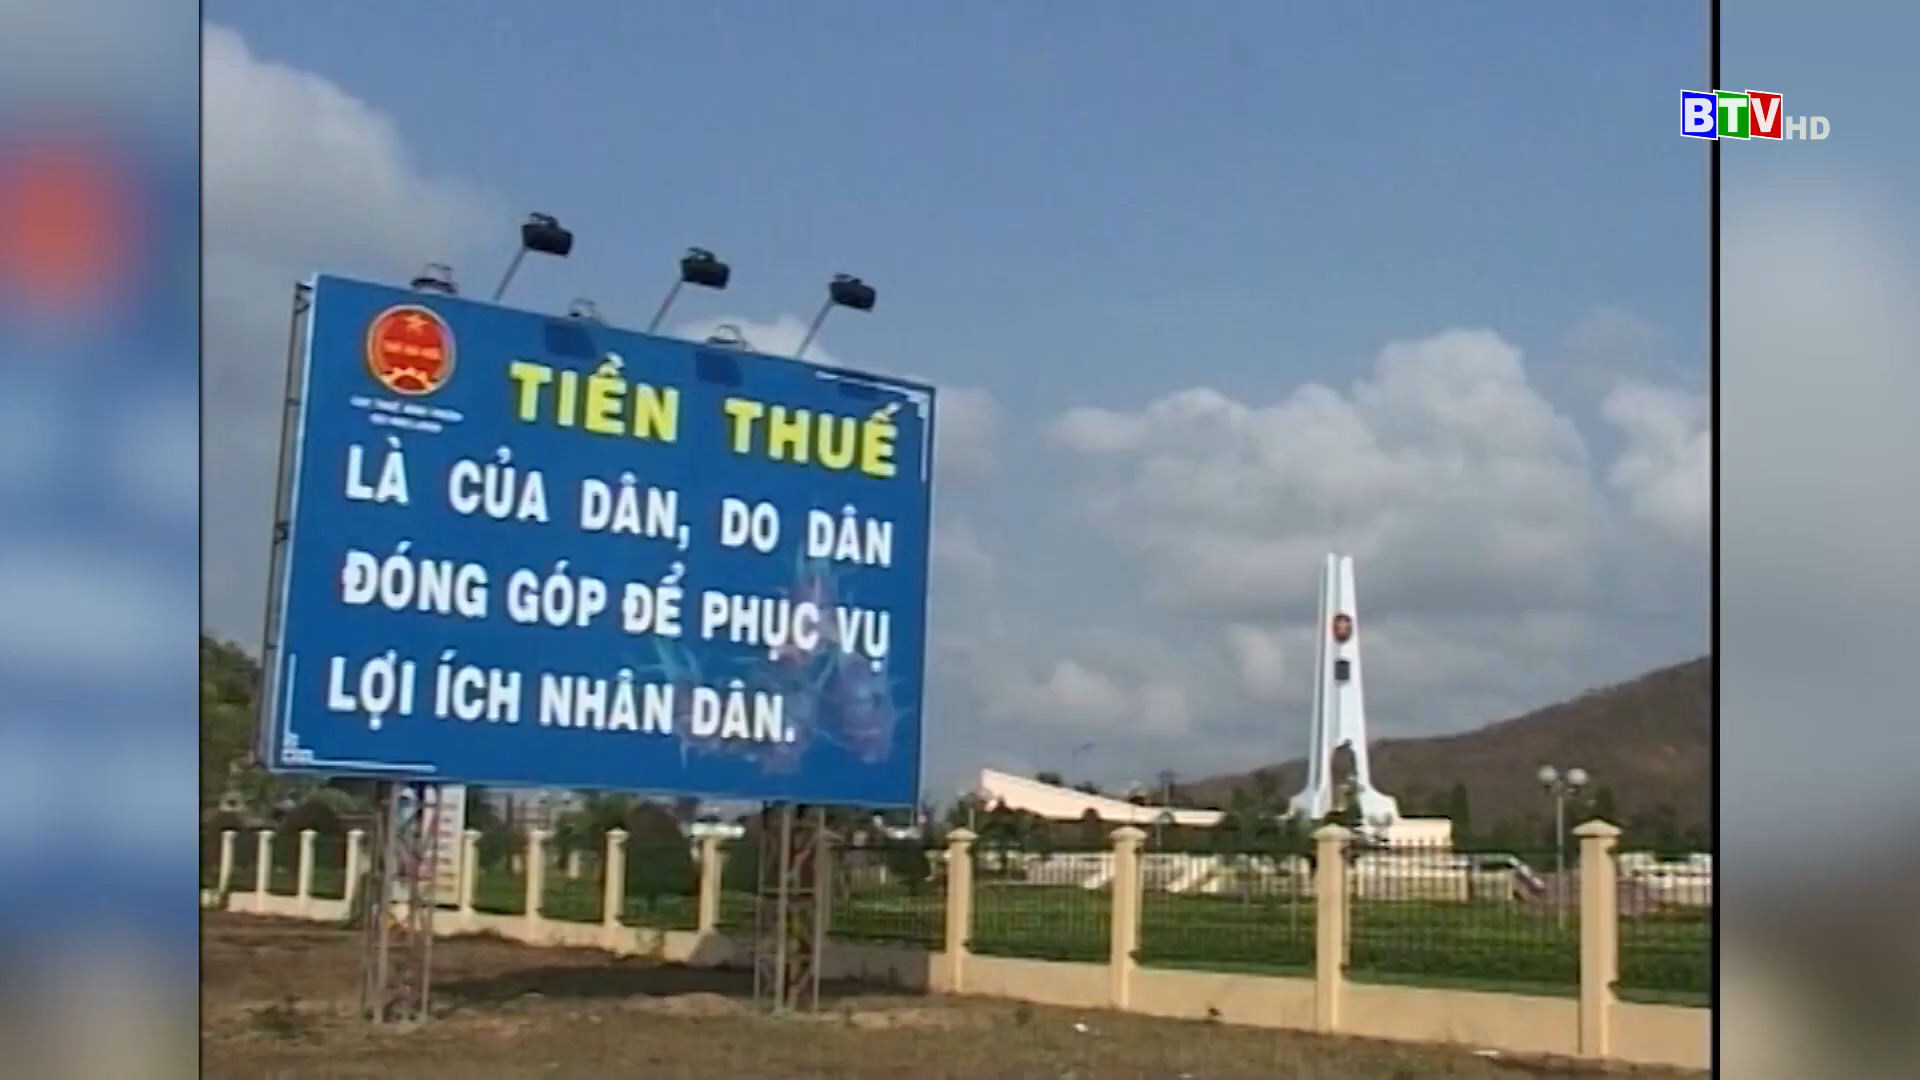 BTV HD
TIỀN THUẾ
LÀ CỦA DÂN, DO DÂN
ĐÓNG GÓP ĐỂ PHỤC VỤ
LỢI ÍCH NHÂN DÂN.